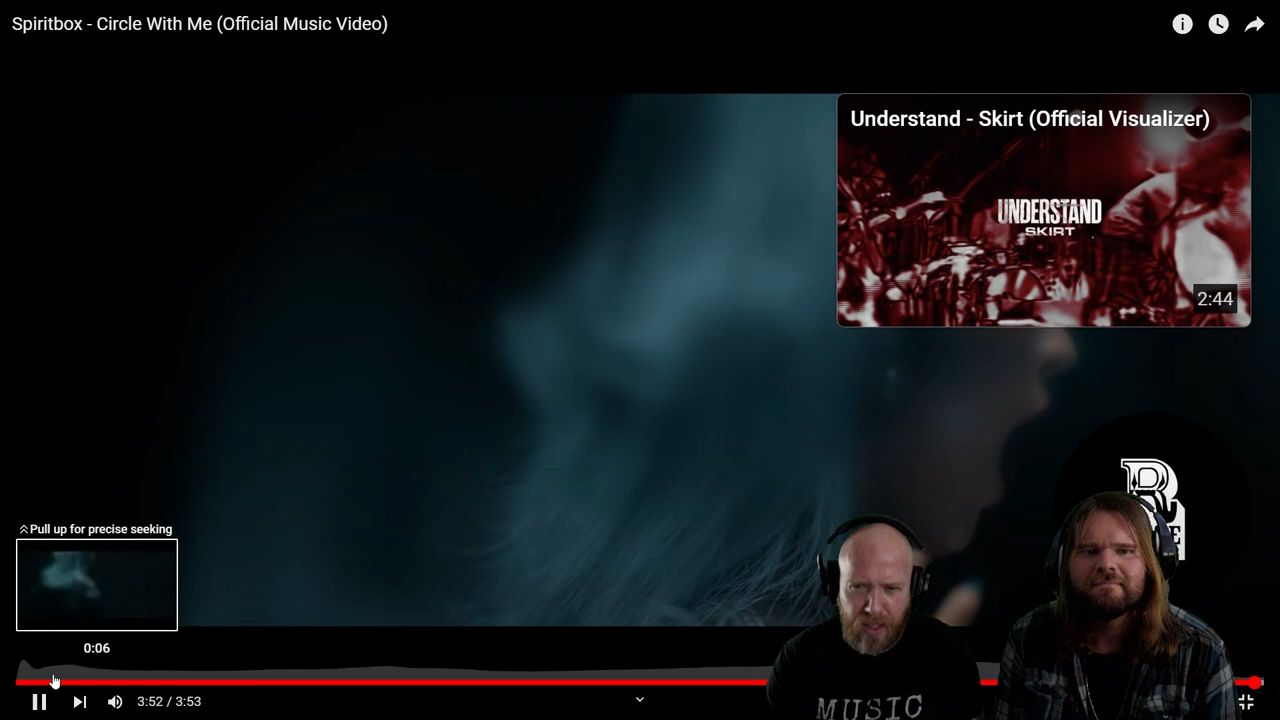 Spiritbox - Circle With Me (Official Music Video)
Understand - Skirt (Official Visualizer)
UNDERSTAND
SKIRT
2:44
Pull up for precise seeking
0:06
3:52 / 3:53
MUSIC